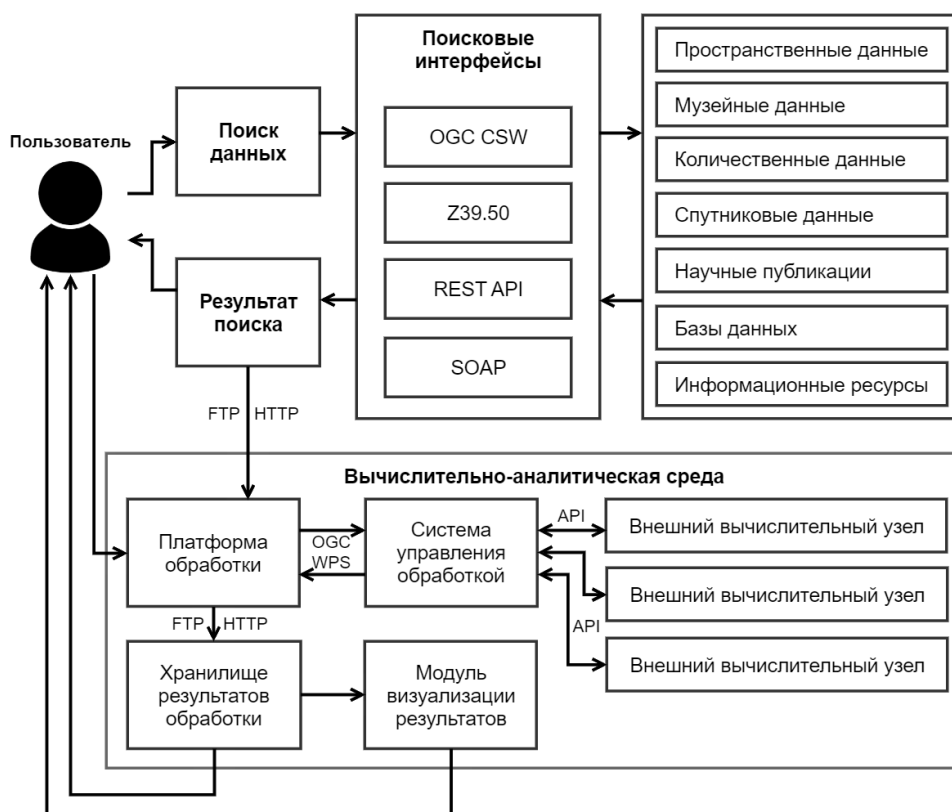 Пользователь
Поиск
данных
Результат
поиска
Поисковые
интерфейсы
OGC CSW
Z39.50
REST API
SOAP
Пространственные данные
Музейные данные
Количественные данные
Спутниковые данные
Научные публикации
Базы данных
Информационные ресурсы
FTP HTTP
Вычислительно-аналитическая среда
Платформа
обработки
OGC
WPS
Система
управления
обработкой
API
API
Внешний вычислительный узел
Внешний вычислительный узел
Внешний вычислительный узел
FTP HTTP
Хранилище
результатов
обработки
Модуль
визуализации
результатов